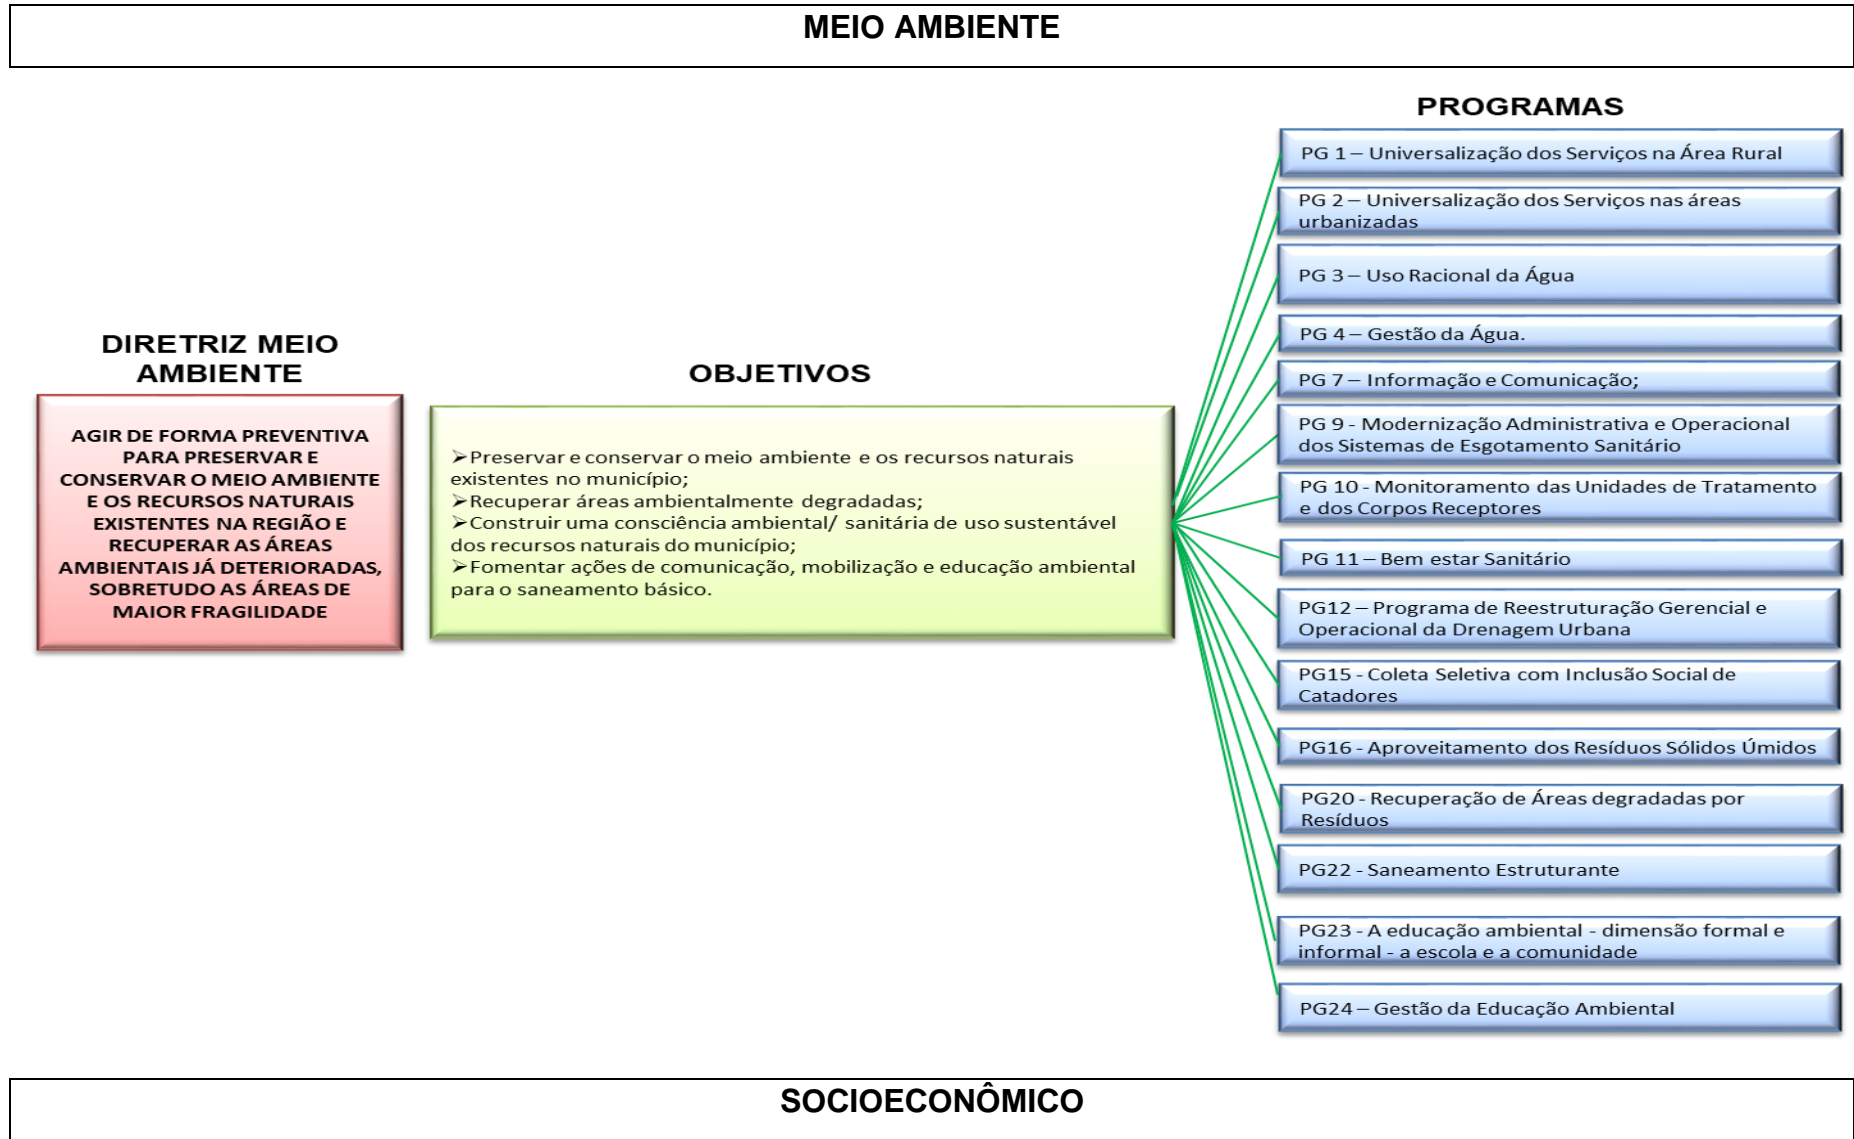 MEIO AMBIENTE
DIRETRIZ MEIO
AMBIENTE
AGIR DE FORMA PREVENTIVA
PARA PRESERVAR E
CONSERVAR O MEIO AMBIENTE
E OS RECURSOS NATURAIS
EXISTENTES NA REGIÃO E
RECUPERAR AS ÁREAS
AMBIENTAIS JÁ DETERIORADAS,
SOBRETUDO AS ÁREAS DE
MAIOR FRAGILIDADE
OBJETIVOS
➢Preservar e conservar o meio ambiente e os recursos naturais
existentes no município;
➢Recuperar áreas ambientalmente degradadas;
➢Construir uma consciência ambiental/ sanitária de uso sustentável
dos recursos naturais do município;
➢Fomentar ações de comunicação, mobilização e educação ambiental
para o saneamento básico.
PROGRAMAS
PG 1 – Universalização dos Serviços na Área Rural
PG 2 – Universalização dos Serviços nas áreas
urbanizadas
PG 3 – Uso Racional da Água
PG 4 – Gestão da Água.
PG 7 – Informação e Comunicação;
PG 9 - Modernização Administrativa e Operacional
dos Sistemas de Esgotamento Sanitário
PG 10 - Monitoramento das Unidades de Tratamento
e dos Corpos Receptores
PG 11 – Bem estar Sanitário
PG12 – Programa de Reestruturação Gerencial e
Operacional da Drenagem Urbana
PG15 - Coleta Seletiva com Inclusão Social de
Catadores
PG16 - Aproveitamento dos Resíduos Sólidos Úmidos
PG20 - Recuperação de Áreas degradadas por
Resíduos
PG22 - Saneamento Estruturante
PG23 - A educação ambiental - dimensão formal e
informal - a escola e a comunidade
PG24 – Gestão da Educação Ambiental
SOCIOECONÔMICO